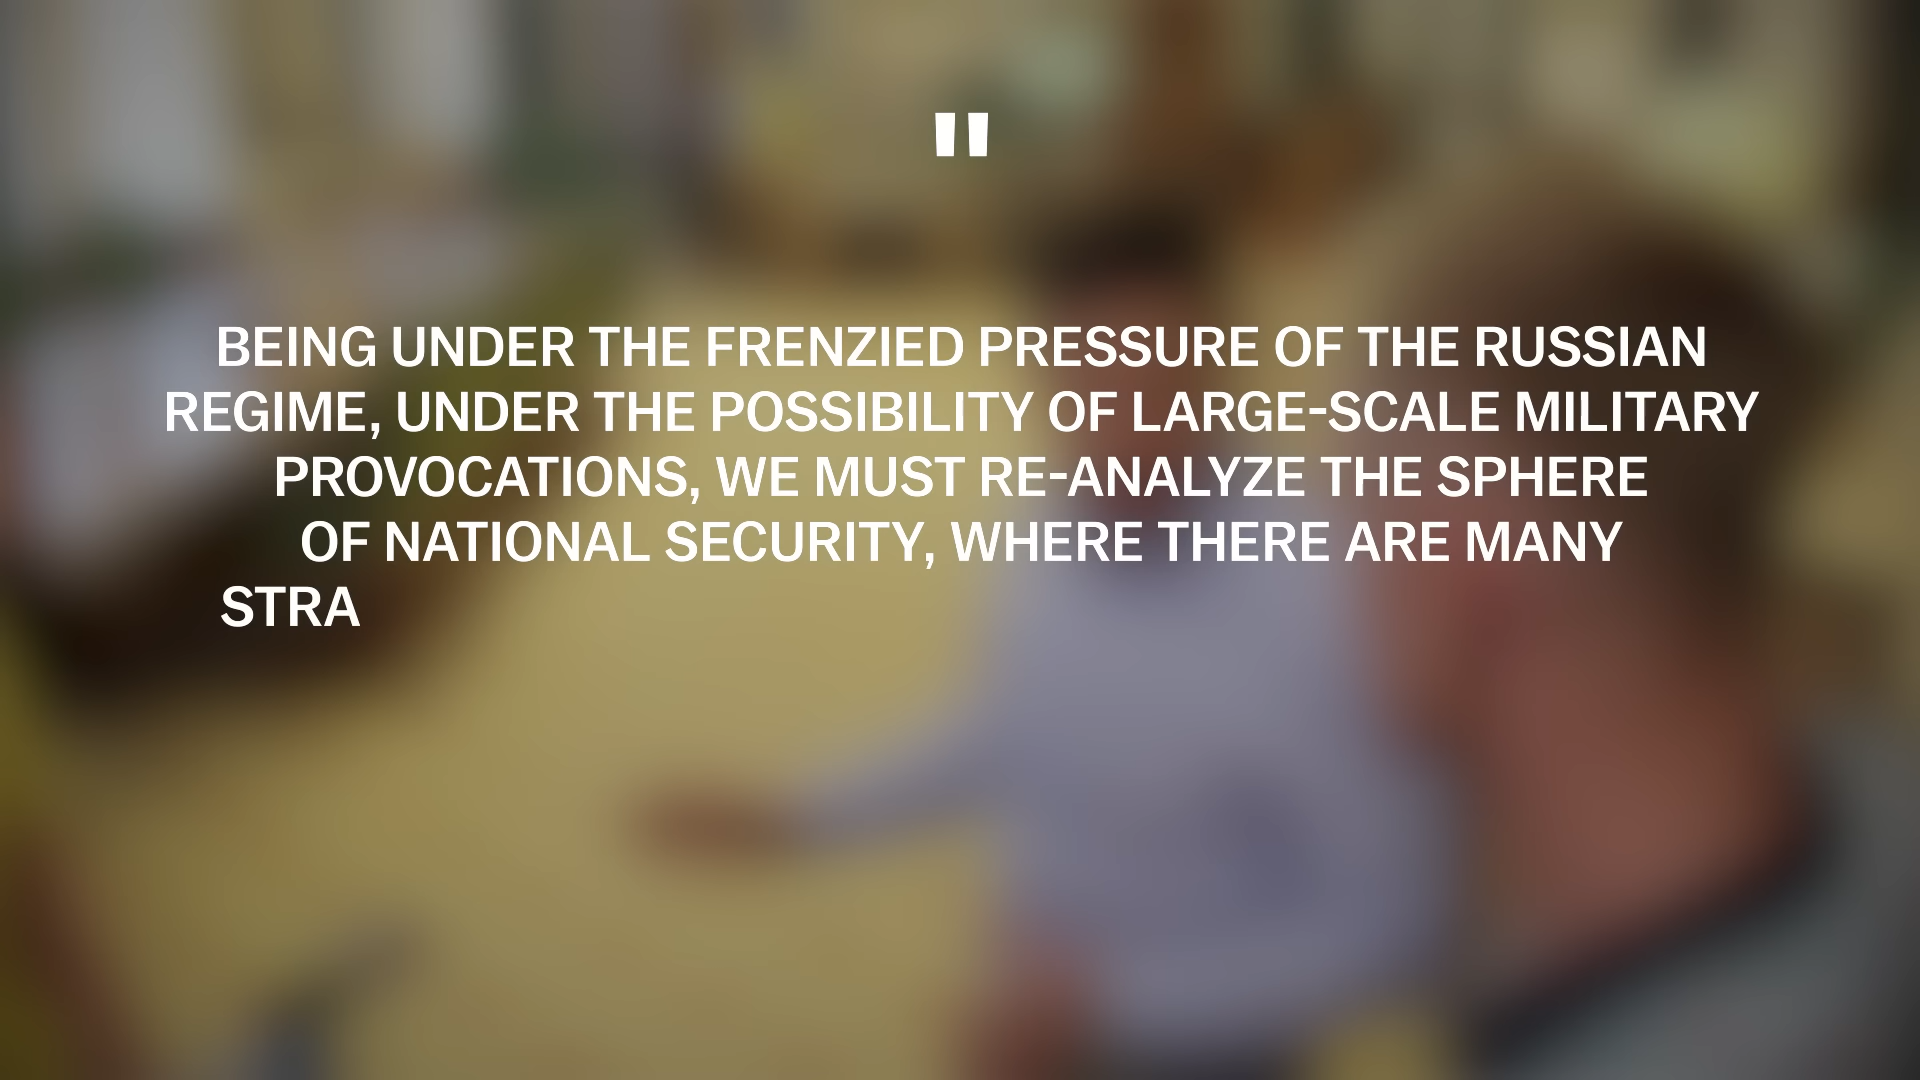 "
BEING UNDER THE FRENZIED PRESSURE OF THE RUSSIAN
REGIME, UNDER THE POSSIBILITY OF LARGE-SCALE MILITARY
PROVOCATIONS, WE MUST RE-ANALYZE THE SPHERE
OF NATIONAL SECURITY, WHERE THERE ARE MANY
STRA